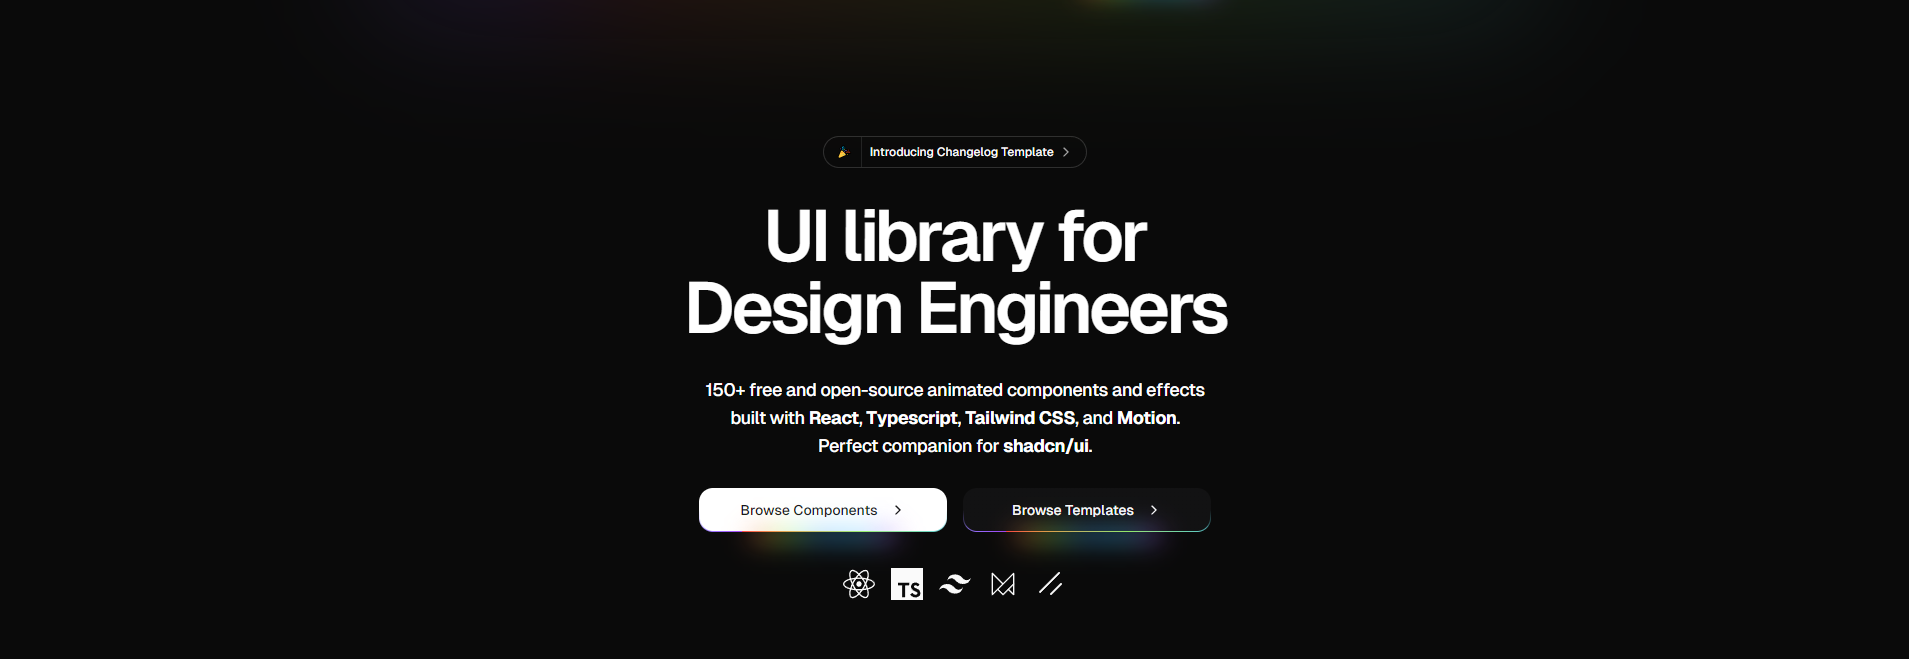 🎉 Introducing Changelog Template
UI library for
Design Engineers
150+ free and open-source animated components and effects
built with React, Typescript, Tailwind CSS, and Motion.
Perfect companion for shadcn/ui.
Browse Components
Browse Templates
TS